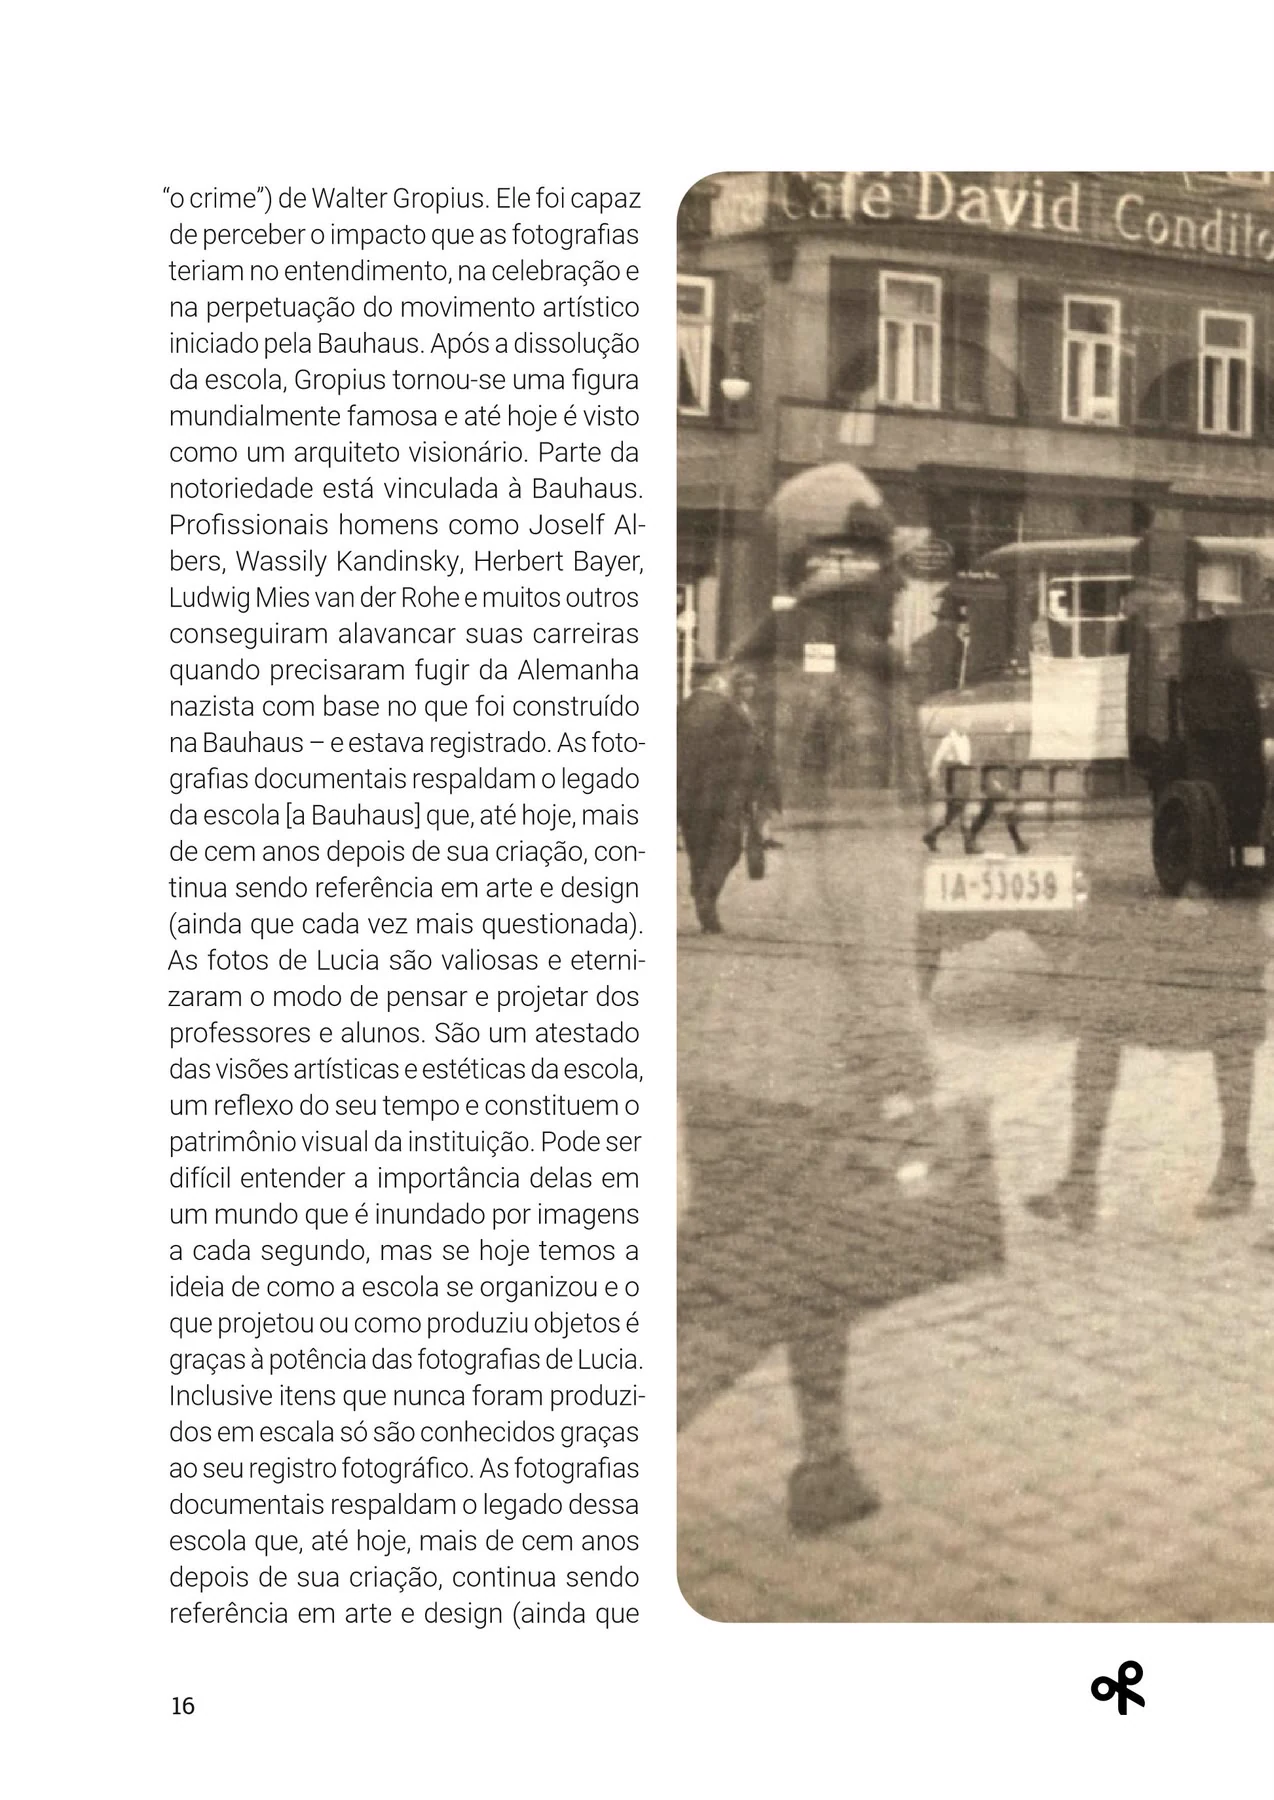 “o crime”) de Walter Gropius. Ele foi capaz
de perceber o impacto que as fotografias
teriam no entendimento, na celebração e
na perpetuação do movimento artístico
iniciado pela Bauhaus. Após a dissolução
da escola, Gropius tornou-se uma figura
mundialmente famosa e até hoje é visto
como um arquiteto visionário. Parte da
notoriedade está vinculada à Bauhaus.
Profissionais homens como Joself Al-
bers, Wassily Kandinsky, Herbert Bayer,
Ludwig Mies van der Rohe e muitos outros
conseguiram alavancar suas carreiras
quando precisaram fugir da Alemanha
nazista com base no que foi construído
na Bauhaus – e estava registrado. As foto-
grafias documentais respaldam o legado
da escola [a Bauhaus] que, até hoje, mais
de cem anos depois de sua criação, con-
tinua sendo referência em arte e design
(ainda que cada vez mais questionada).
As fotos de Lucia são valiosas e eterni-
zaram o modo de pensar e projetar dos
professores e alunos. São um atestado
das visões artísticas e estéticas da escola,
um reflexo do seu tempo e constituem o
patrimônio visual da instituição. Pode ser
difícil entender a importância delas em
um mundo que é inundado por imagens
a cada segundo, mas se hoje temos a
ideia de como a escola se organizou e o
que projetou ou como produziu objetos é
graças à potência das fotografias de Lucia.
Inclusive itens que nunca foram produzi-
dos em escala só são conhecidos graças
ao seu registro fotográfico. As fotografias
documentais respaldam o legado dessa
escola que, até hoje, mais de cem anos
depois de sua criação, continua sendo
referência em arte e design (ainda que
16
Café David Condito
IA-53059